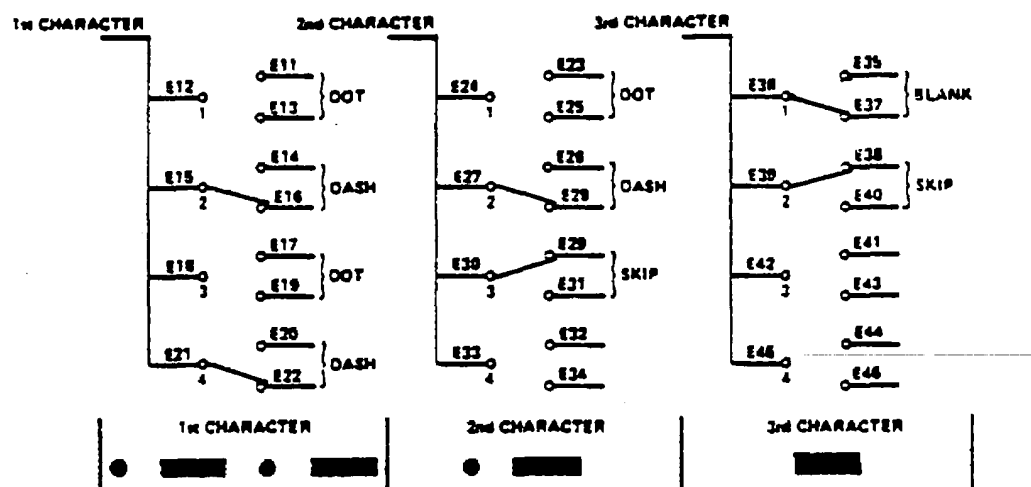 1st CHARACTER 2nd CHARACTER 3rd CHARACTER
E11 E23 E35
E12 DOT E24 DOT E36 BLANK
1 E13 1 E25 1 E37
E14 E26 E38
E15 DASH E27 DASH E39 SKIP
2 E16 2 E28 2 E40
E17 E29 E41
E18 DOT E30 SKIP E42
3 E19 3 E31 3 E43
E20 E32 E44
E21 DASH E33 E45
4 E22 4 E34 4 E46
1st CHARACTER 2nd CHARACTER 3rd CHARACTER